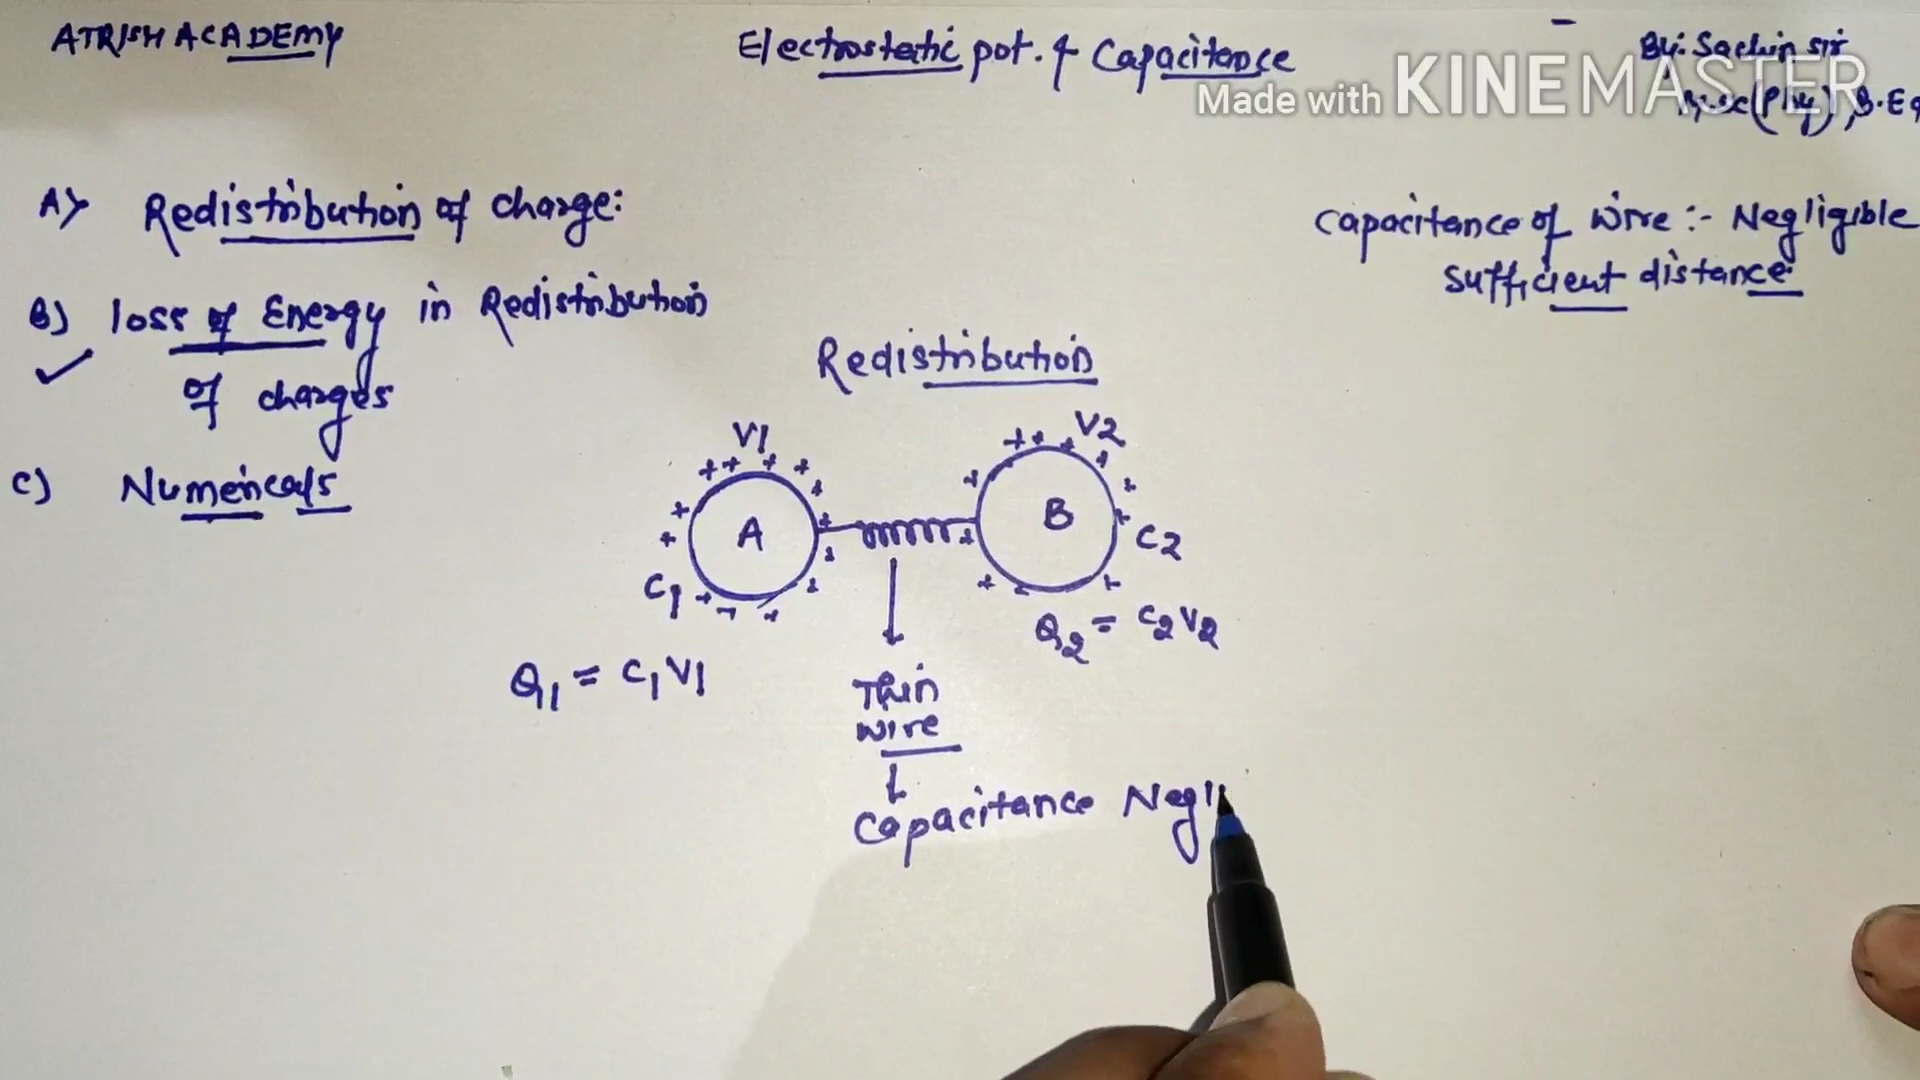 ATRISH ACADEMY
Electrostatic pot. & Capacitance
By: Sachin sir
Made with KINEMASTER
(Phy), B.Ed
A) Redistribution of charge:
Capacitance of wire :- Negligible
sufficient distance
B) loss of Energy in Redistribution
of charges
C) Numericals
Redistribution
V1
V2
A
B
C1
C2
Q1 = C1V1
Q2 = C2V2
Thin
wire
Capacitance Negli